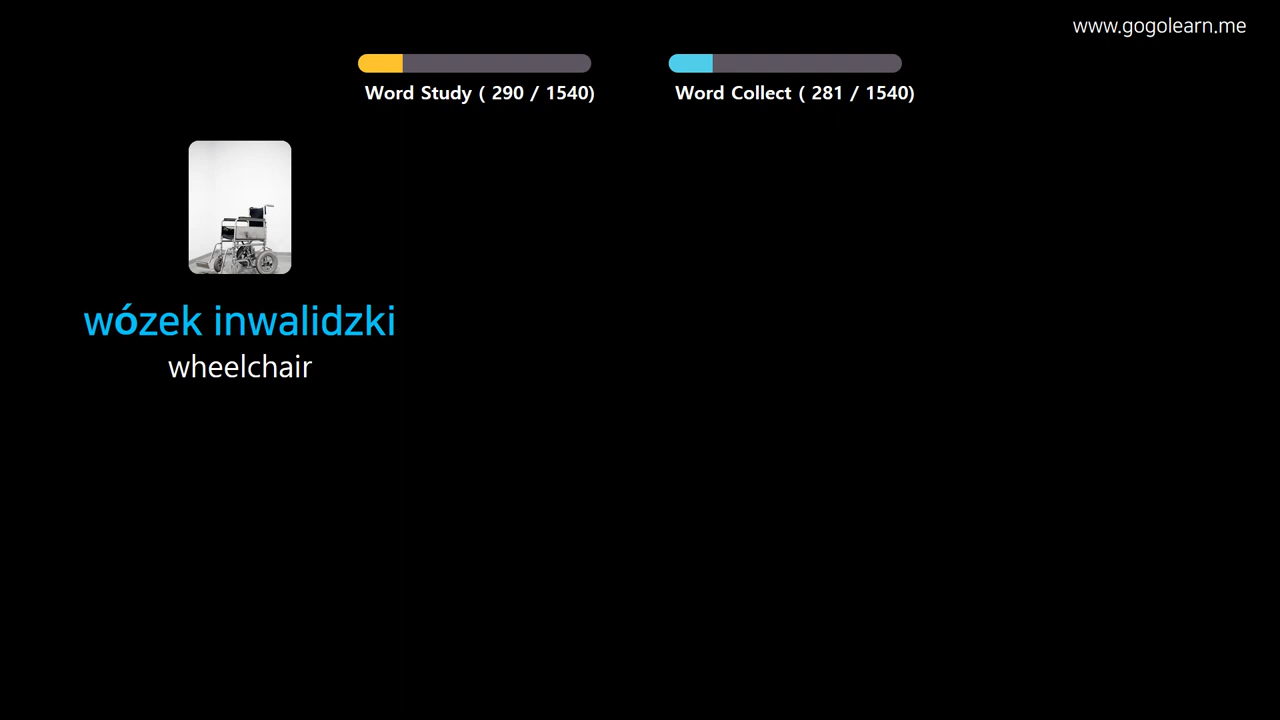 www.gogolearn.me
Word Study ( 290 / 1540)
Word Collect ( 281 / 1540)
wózek inwalidzki
wheelchair